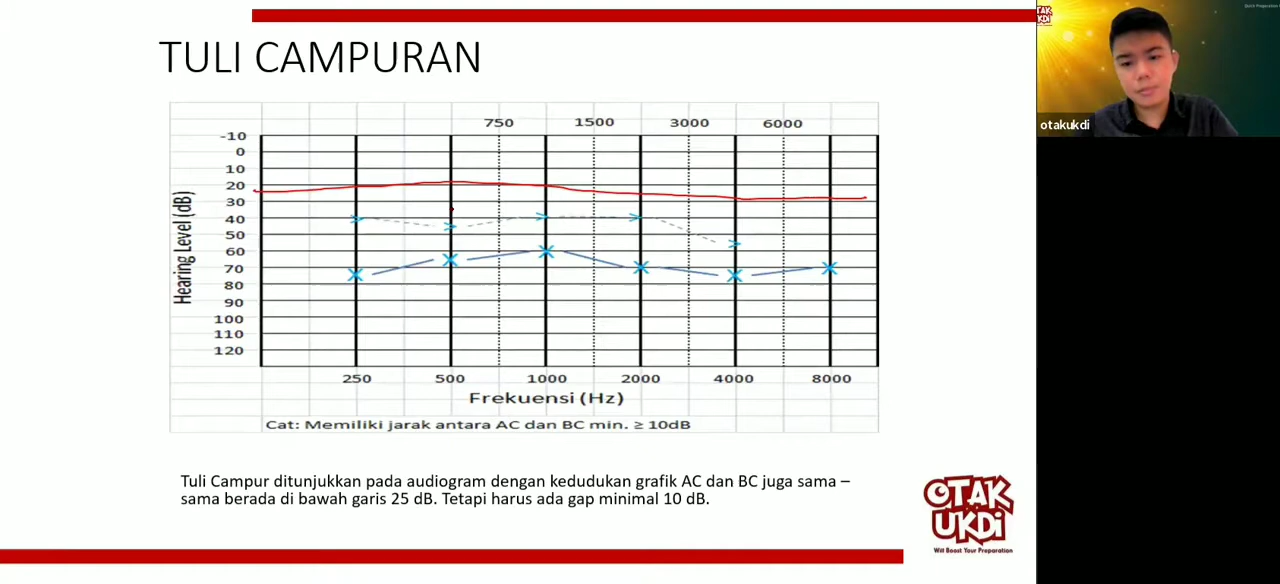 TULI CAMPURAN
750 1500 3000 6000
-10
0
10
20
30
40
50
60
70
80
90
100
110
120
Hearing Level (dB)
250 500 1000 2000 4000 8000
Frekuensi (Hz)
Cat: Memiliki jarak antara AC dan BC min. ≥ 10dB
Tuli Campur ditunjukkan pada audiogram dengan kedudukan grafik AC dan BC juga sama –
sama berada di bawah garis 25 dB. Tetapi harus ada gap minimal 10 dB.
OTAK
UKDi
Will Boost Your Preparation
otakukdi